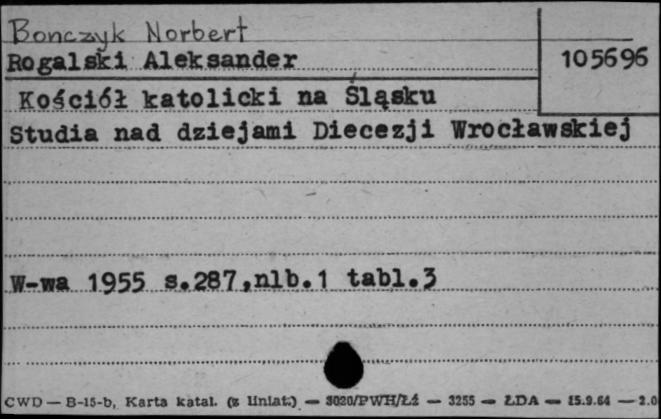 Bonczyk Norbert
Rogalski Aleksander
105696
Kościół katolicki na Śląsku
Studia nad dziejami Diecezji Wrocławskiej
W-wa 1955 s.287,nlb.1 tabl.3
CWD — B-15-b, Karta katal. (z liniat.) — 3020/PWH/Łź — 3255 — ŁDA — 15.9.64 — 2.0